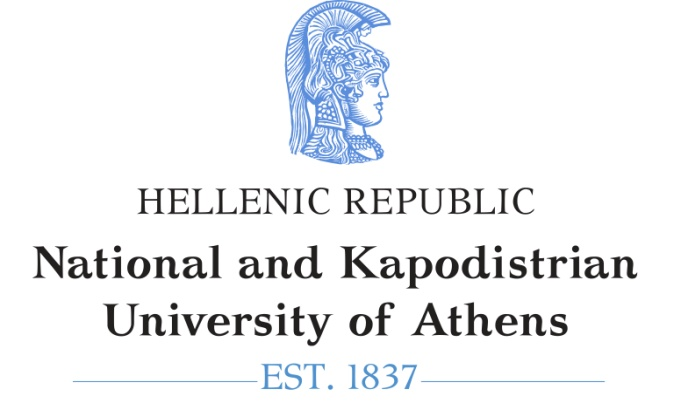 HELLENIC REPUBLIC
National and Kapodistrian
University of Athens
EST. 1837